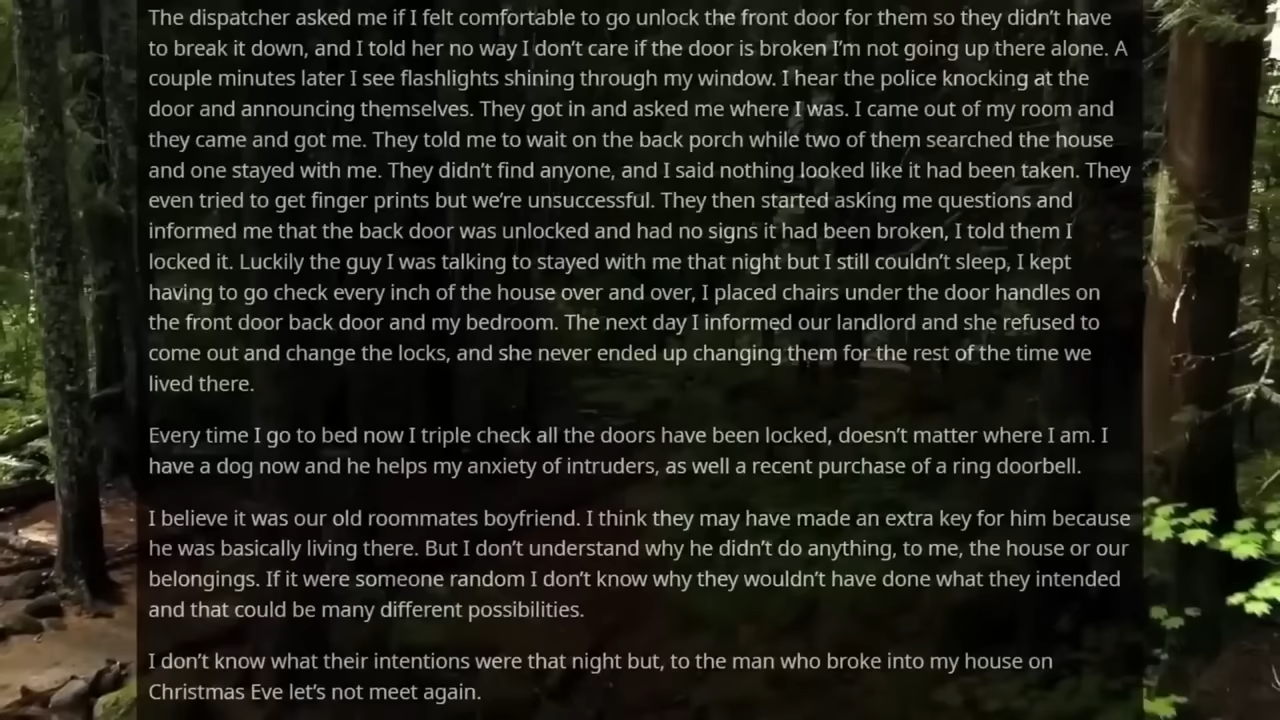 The dispatcher asked me if I felt comfortable to go unlock the front door for them so they didn't have
to break it down, and I told her no way I don't care if the door is broken I'm not going up there alone. A
couple minutes later I see flashlights shining through my window. I hear the police knocking at the
door and announcing themselves. They got in and asked me where I was. I came out of my room and
they came and got me. They told me to wait on the back porch while two of them searched the house
and one stayed with me. They didn't find anyone, and I said nothing looked like it had been taken. They
even tried to get finger prints but we're unsuccessful. They then started asking me questions and
informed me that the back door was unlocked and had no signs it had been broken, I told them I
locked it. Luckily the guy I was talking to stayed with me that night but I still couldn't sleep, I kept
having to go check every inch of the house over and over, I placed chairs under the door handles on
the front door back door and my bedroom. The next day I informed our landlord and she refused to
come out and change the locks, and she never ended up changing them for the rest of the time we
lived there.
Every time I go to bed now I triple check all the doors have been locked, doesn't matter where I am. I
have a dog now and he helps my anxiety of intruders, as well a recent purchase of a ring doorbell.
I believe it was our old roommates boyfriend. I think they may have made an extra key for him because
he was basically living there. But I don't understand why he didn't do anything, to me, the house or our
belongings. If it were someone random I don't know why they wouldn't have done what they intended
and that could be many different possibilities.
I don't know what their intentions were that night but, to the man who broke into my house on
Christmas Eve let's not meet again.